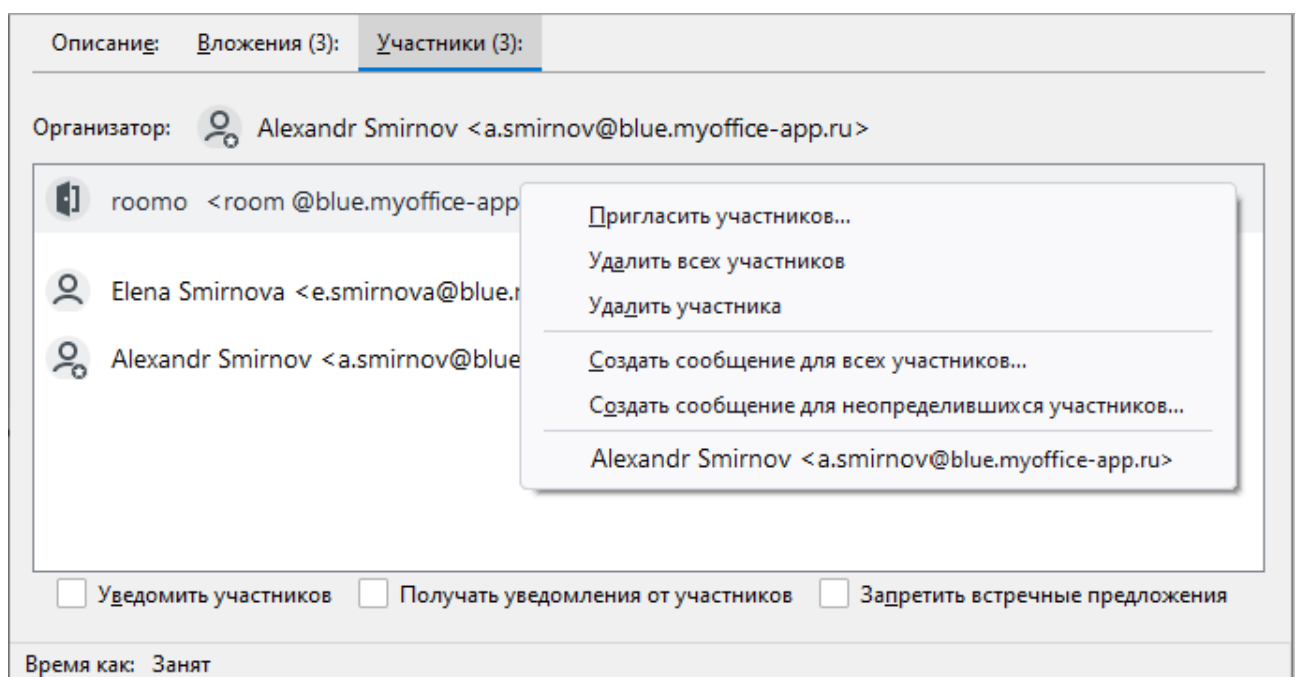 Описание: Вложения (3): Участники (3):
Организатор: Alexandr Smirnov <a.smirnov@blue.myoffice-app.ru>
roomo <room @blue.myoffice-app
Elena Smirnova <e.smirnova@blue.
Alexandr Smirnov <a.smirnov@blue
Пригласить участников...
Удалить всех участников
Удалить участника
Создать сообщение для всех участников...
Создать сообщение для неопределившихся участников...
Alexandr Smirnov <a.smirnov@blue.myoffice-app.ru>
Уведомить участников Получать уведомления от участников Запретить встречные предложения
Время как: Занят